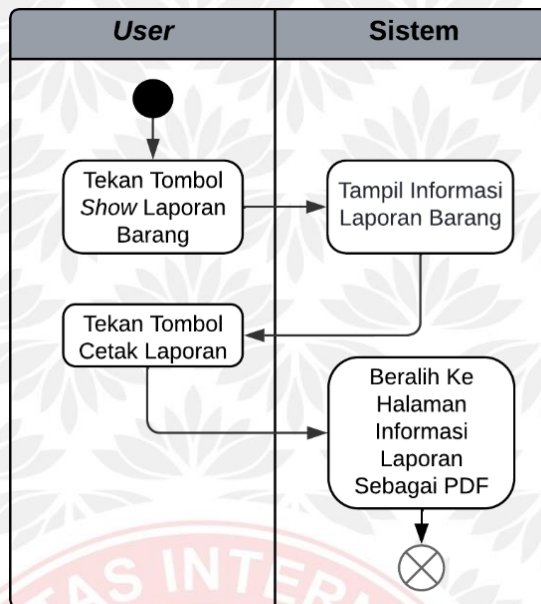 User
Sistem
Tekan Tombol
Show Laporan
Barang
Tampil Informasi
Laporan Barang
Tekan Tombol
Cetak Laporan
Beralih Ke
Halaman
Informasi
Laporan
Sebagai PDF